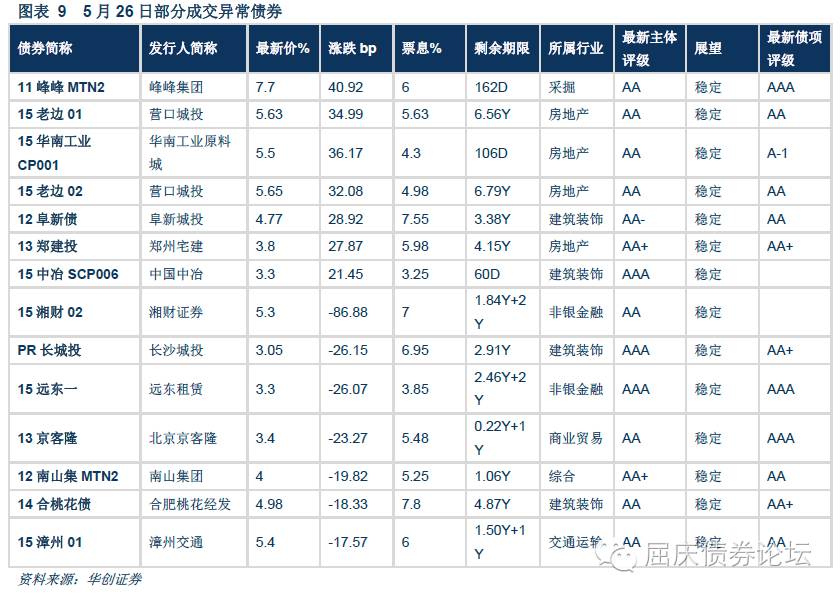 图表 9 5 月 26 日部分成交异常债券
债券简称 发行人简称 最新价% 涨跌 bp 票息% 剩余期限 所属行业 最新主体评级 展望 最新债项评级
11 峰峰 MTN2 峰峰集团 7.7 40.92 6 162D 采掘 AA 稳定 AAA
15 老边 01 营口城投 5.63 34.99 5.63 6.56Y 房地产 AA 稳定 AA
15 华南工业 CP001 华南工业原料城 5.5 36.17 4.3 106D 房地产 AA 稳定 A-1
15 老边 02 营口城投 5.65 32.08 4.98 6.79Y 房地产 AA 稳定 AA
12 阜新债 阜新城投 4.77 28.92 7.55 3.38Y 建筑装饰 AA- 稳定 AA
13 郑建投 郑州宅建 3.8 27.87 5.98 4.15Y 房地产 AA+ 稳定 AA+
15 中冶 SCP006 中国中冶 3.3 21.45 3.25 60D 建筑装饰 AAA 稳定
15 湘财 02 湘财证券 5.3 -86.88 7 1.84Y+2Y 非银金融 AA 稳定
PR 长城投 长沙城投 3.05 -26.15 6.95 2.91Y 建筑装饰 AAA 稳定 AA+
15 远东一 远东租赁 3.3 -26.07 3.85 2.46Y+2Y 非银金融 AAA 稳定 AAA
13 京客隆 北京京客隆 3.4 -23.27 5.48 0.22Y+1Y 商业贸易 AA 稳定 AAA
12 南山集 MTN2 南山集团 4 -19.82 5.25 1.06Y 综合 AA+ 稳定 AA
14 合桃花债 合肥桃花经发 4.98 -18.33 7.8 4.87Y 建筑装饰 AA 稳定 AA+
15 漳州 01 漳州交通 5.4 -17.57 6 1.50Y+1Y 交通运输 AA 稳定 AA
屈庆债券论坛
资料来源：华创证券